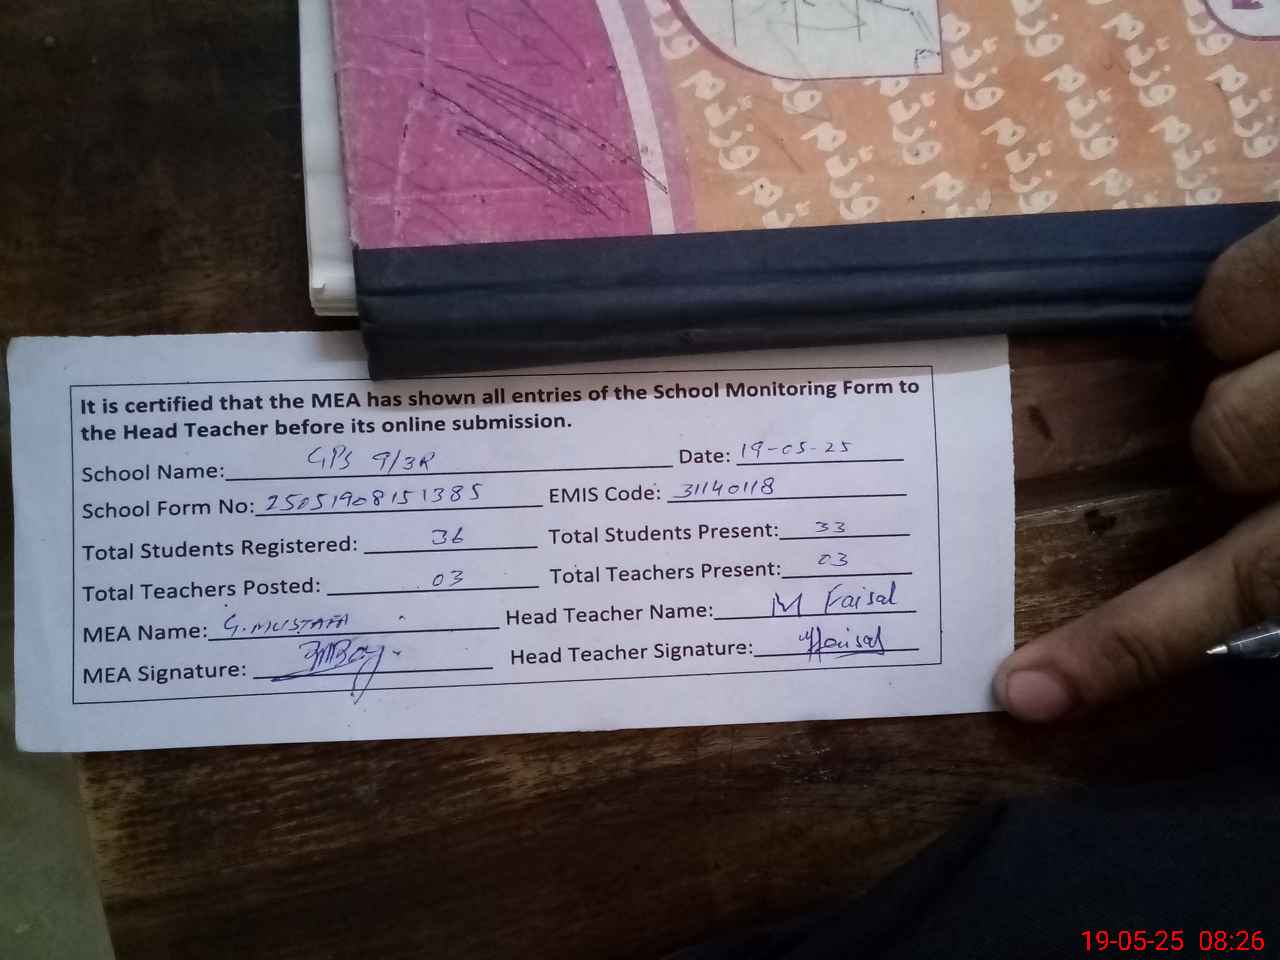 It is certified that the MEA has shown all entries of the School Monitoring Form to
the Head Teacher before its online submission.
School Name: GPS 9/3R Date: 19-05-25
School Form No: 25051908151385 EMIS Code: 31140118
Total Students Registered: 36 Total Students Present: 33
Total Teachers Posted: 03 Total Teachers Present: 03
MEA Name: G. MUSTAFA Head Teacher Name: M Faisal
MEA Signature: Head Teacher Signature: Faisal
19-05-25 08:26